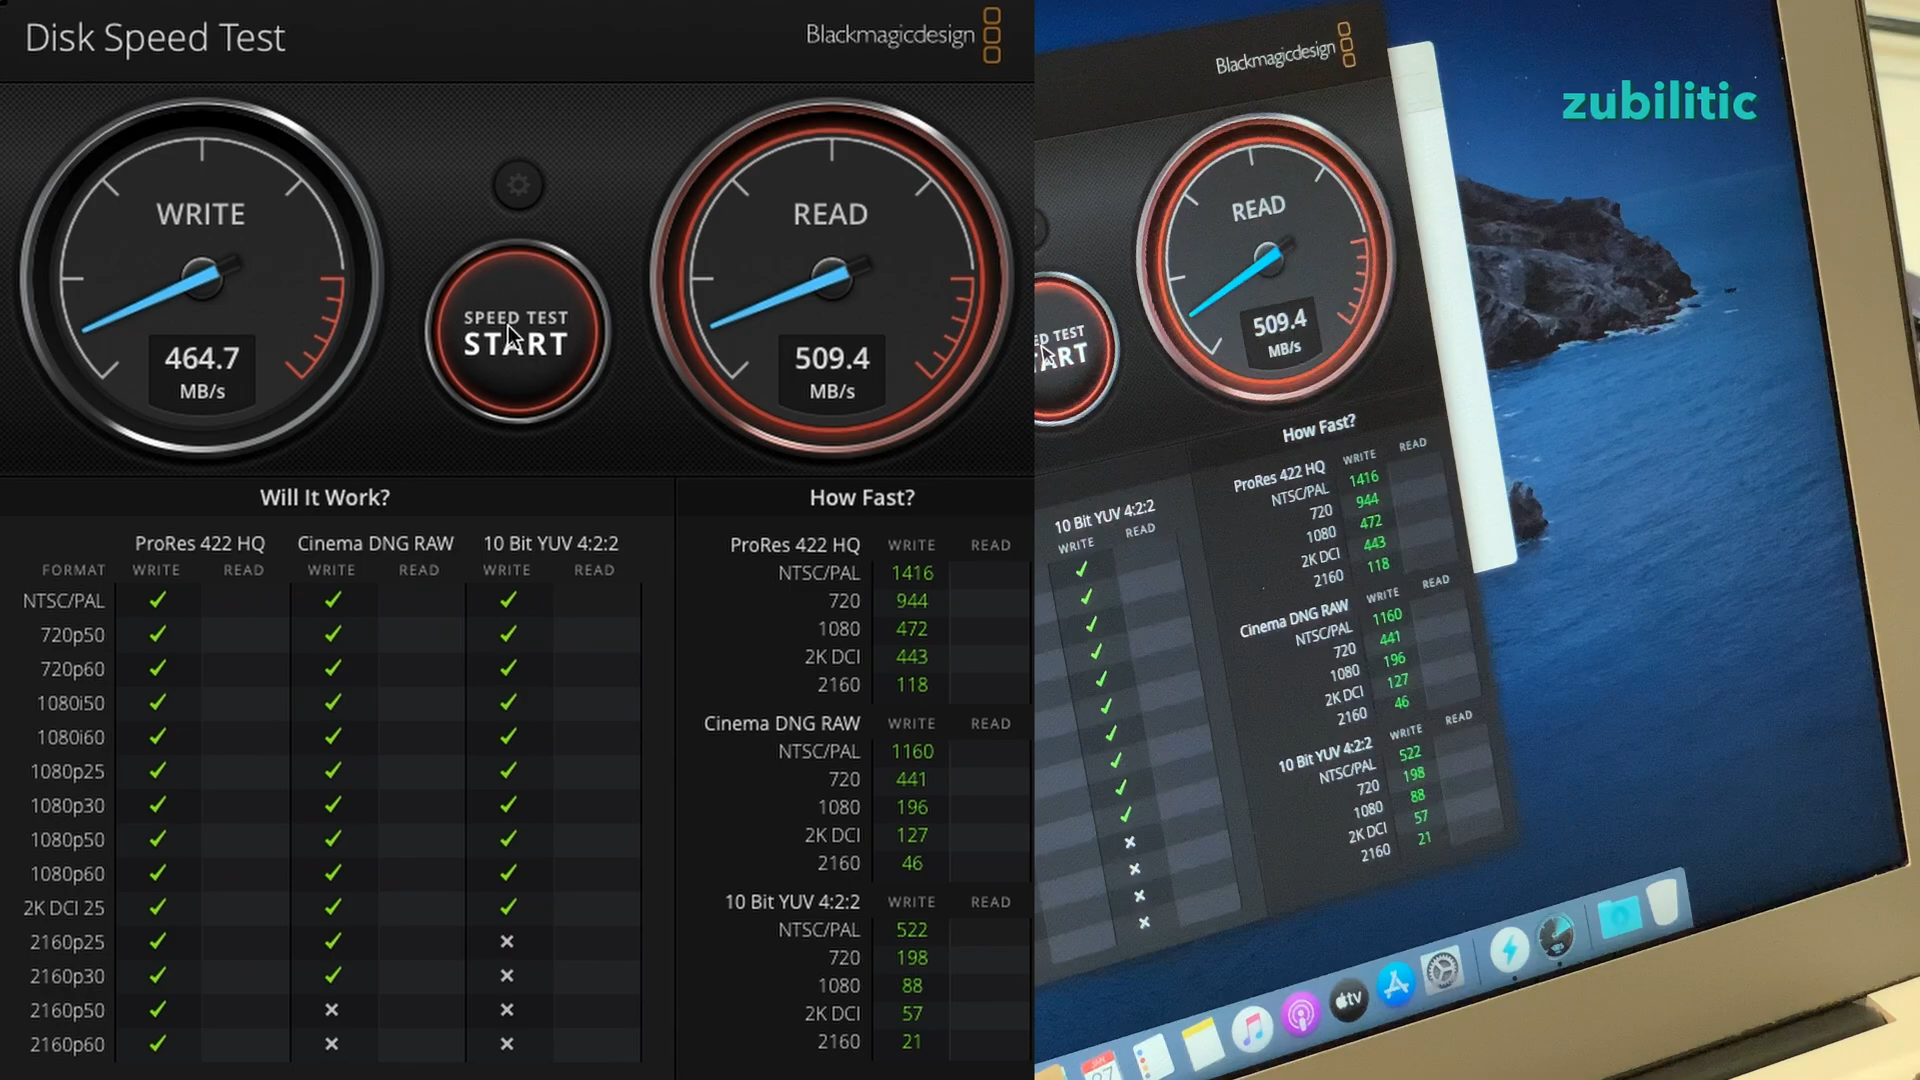 Disk Speed Test
Blackmagicdesign
WRITE
464.7
MB/s
SPEED TEST
START
READ
509.4
MB/s
Will It Work?
ProRes 422 HQ Cinema DNG RAW 10 Bit YUV 4:2:2
FORMAT WRITE READ WRITE READ WRITE READ
NTSC/PAL ✓ ✓ ✓
720p50 ✓ ✓ ✓
720p60 ✓ ✓ ✓
1080i50 ✓ ✓ ✓
1080i60 ✓ ✓ ✓
1080p25 ✓ ✓ ✓
1080p30 ✓ ✓ ✓
1080p50 ✓ ✓ ✓
1080p60 ✓ ✓ ✓
2K DCI 25 ✓ ✓ ✓
2160p25 ✓ ✓ ×
2160p30 ✓ ✓ ×
2160p50 ✓ × ×
2160p60 ✓ × ×
How Fast?
ProRes 422 HQ WRITE READ
NTSC/PAL 1416
720 944
1080 472
2K DCI 443
2160 118
Cinema DNG RAW WRITE READ
NTSC/PAL 1160
720 441
1080 196
2K DCI 127
2160 46
10 Bit YUV 4:2:2 WRITE READ
NTSC/PAL 522
720 198
1080 88
2K DCI 57
2160 21
Blackmagicdesign
zubilitic
READ
509.4
MB/s
ED TEST
ART
10 Bit YUV 4:2:2
WRITE READ
How Fast?
ProRes 422 HQ WRITE READ
NTSC/PAL 1416
720 944
1080 472
2K DCI 443
2160 118
Cinema DNG RAW WRITE READ
NTSC/PAL 1160
720 441
1080 196
2K DCI 127
2160 46
10 Bit YUV 4:2:2 WRITE READ
NTSC/PAL 522
720 198
1080 88
2K DCI 57
2160 21
tv
JAN
27